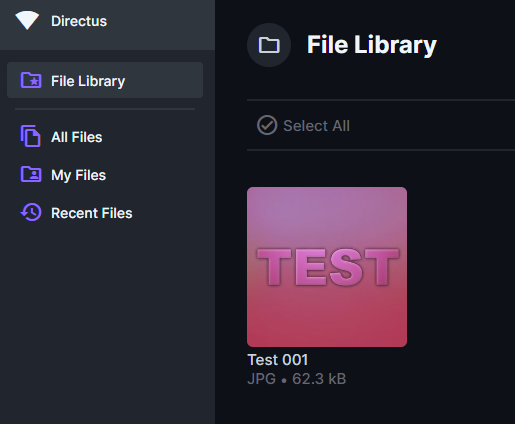 Directus
File Library
All Files
My Files
Recent Files
File Library
Select All
TEST
Test 001
JPG • 62.3 kB